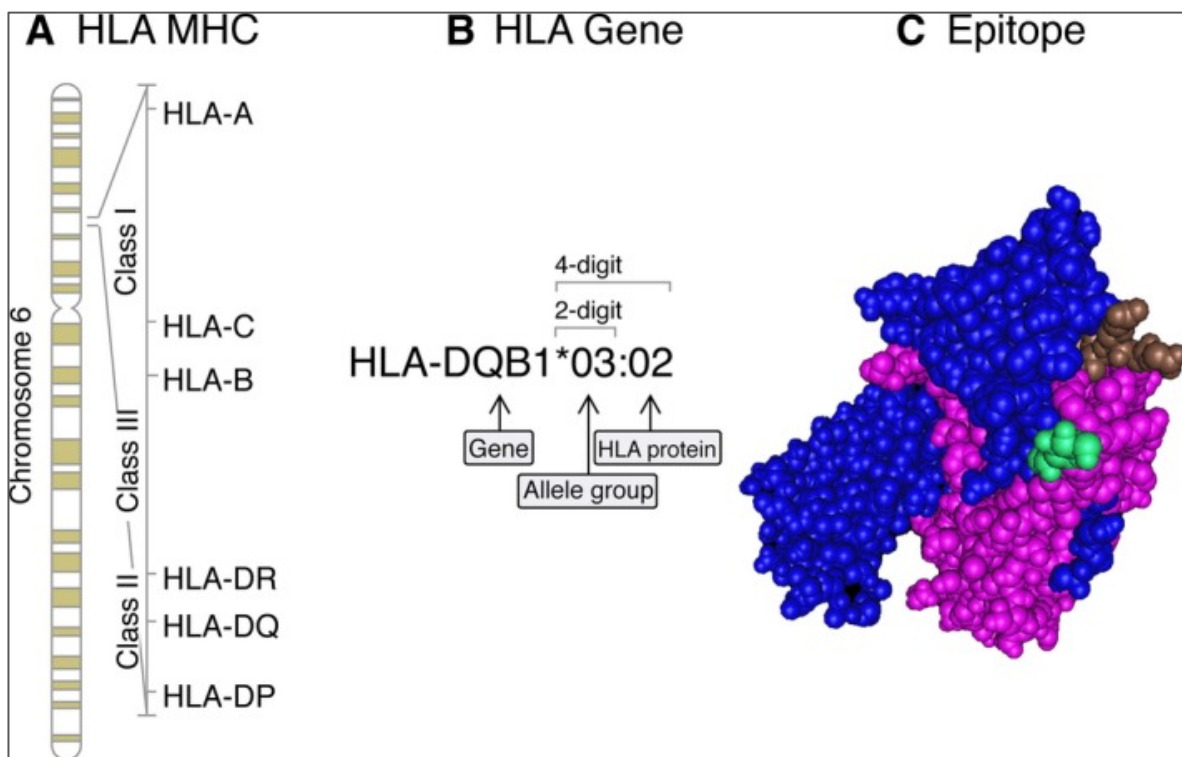 A HLA MHC
B HLA Gene
C Epitope
Chromosome 6
Class I
Class III
Class II
HLA-A
HLA-C
HLA-B
HLA-DR
HLA-DQ
HLA-DP
4-digit
2-digit
HLA-DQB1*03:02
Gene
HLA protein
Allele group